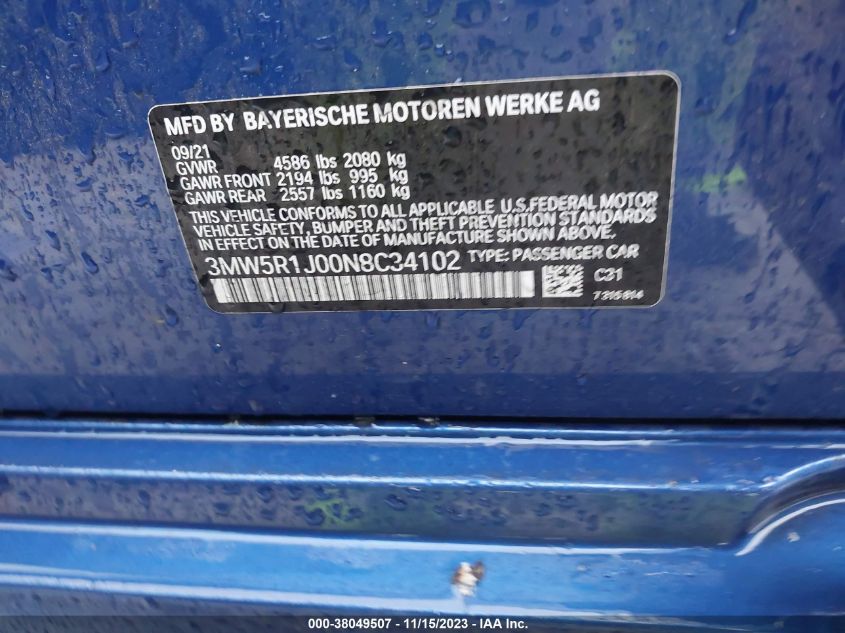 MFD BY BAYERISCHE MOTOREN WERKE AG
09/21
GVWR 4586 lbs 2080 kg
GAWR FRONT 2194 lbs 995 kg
GAWR REAR 2557 lbs 1160 kg
THIS VEHICLE CONFORMS TO ALL APPLICABLE U.S.FEDERAL MOTOR
VEHICLE SAFETY, BUMPER AND THEFT PREVENTION STANDARDS
IN EFFECT ON THE DATE OF MANUFACTURE SHOWN ABOVE.
3MW5R1J00N8C34102 TYPE: PASSENGER CAR
C31
7315814
000-38049507 - 11/15/2023 - IAA Inc.